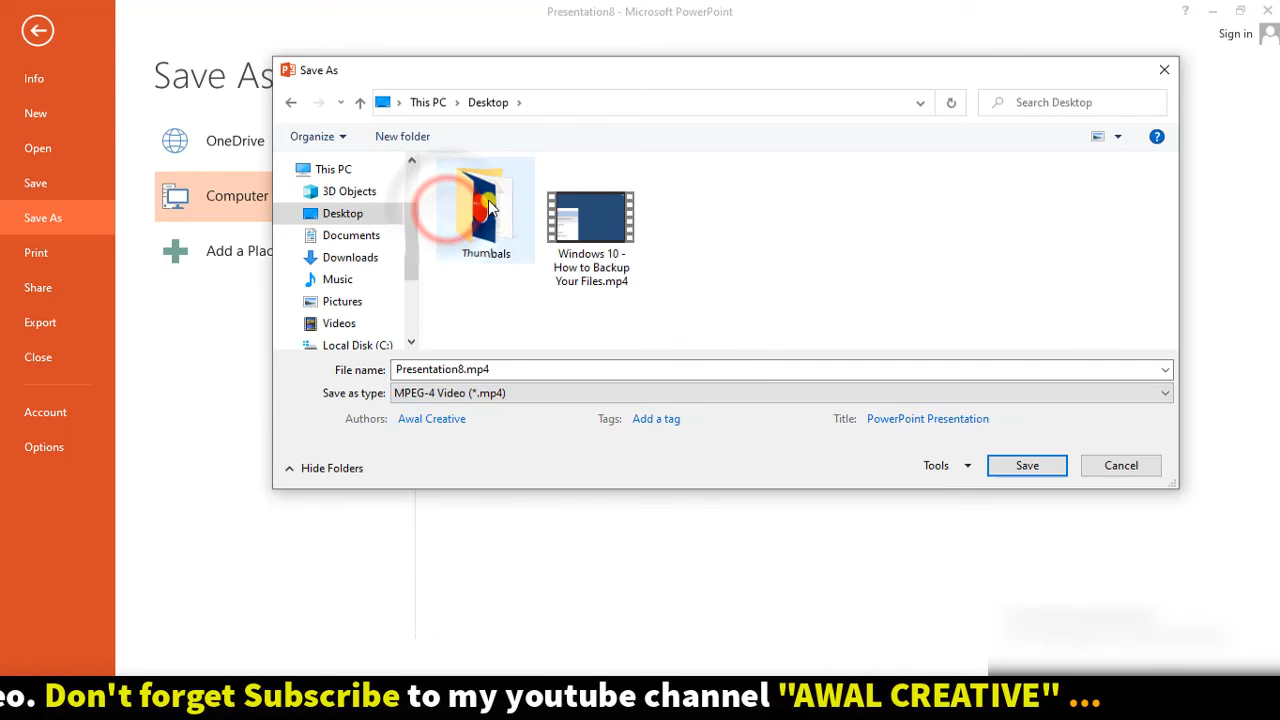 Presentation8 - Microsoft PowerPoint
?
Sign in
Info
New
Open
Save
Save As
Print
Share
Export
Close
Account
Options
Save As
OneDrive
Computer
Add a Plac
Save As
This PC
Desktop
Search Desktop
Organize
New folder
?
This PC
3D Objects
Desktop
Documents
Downloads
Music
Pictures
Videos
Local Disk (C:)
Thumbals
Windows 10 -
How to Backup
Your Files.mp4
File name:
Presentation8.mp4
Save as type:
MPEG-4 Video (*.mp4)
Authors:
Awal Creative
Tags:
Add a tag
Title:
PowerPoint Presentation
Hide Folders
Tools
Save
Cancel
eo. Don't forget Subscribe to my youtube channel "AWAL CREATIVE" ...